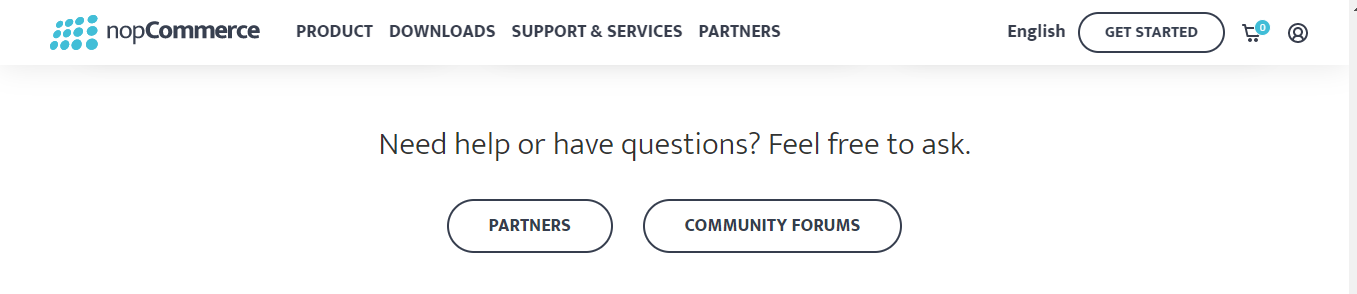 nopCommerce PRODUCT DOWNLOADS SUPPORT & SERVICES PARTNERS English GET STARTED 0
Need help or have questions? Feel free to ask.
PARTNERS COMMUNITY FORUMS